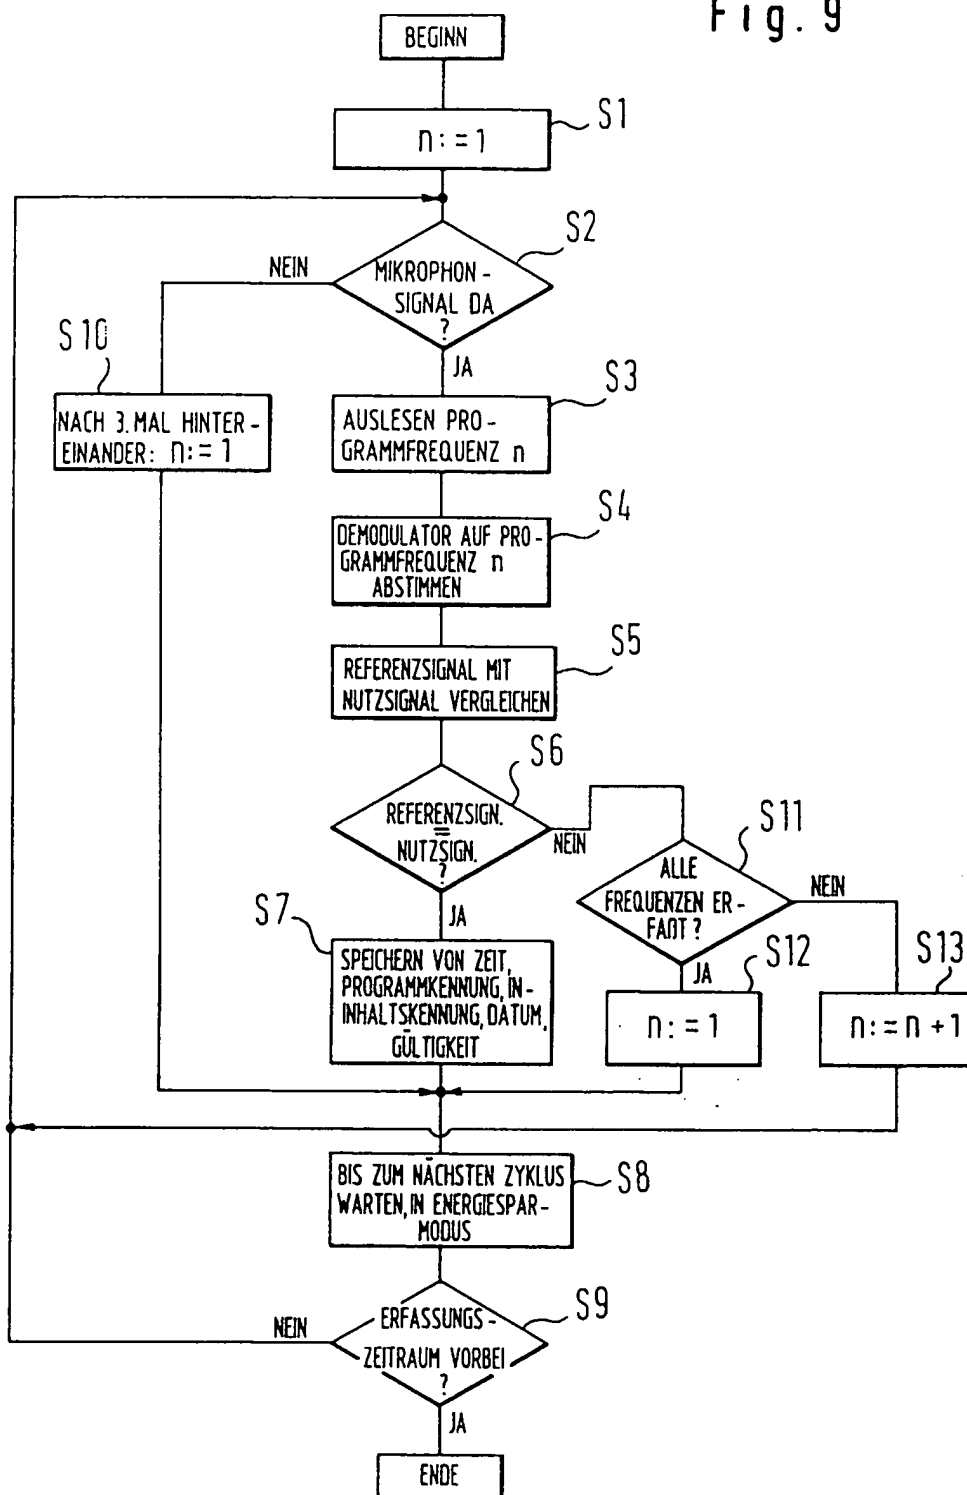 Fig. 9
BEGINN
S1
n:=1
S2
NEIN
MIKROPHON-
SIGNAL DA
?
JA
S10
NACH 3.MAL HINTER-
EINANDER: n:=1
S3
AUSLESEN PRO-
GRAMMFREQUENZ n
S4
DEMODULATOR AUF PRO-
GRAMMFREQUENZ n
ABSTIMMEN
S5
REFERENZSIGNAL MIT
NUTZSIGNAL VERGLEICHEN
S6
REFERENZSIGN.
=
NUTZSIGN.
?
NEIN
JA
S11
ALLE
FREQUENZEN ER-
FAßT?
NEIN
JA
S7
SPEICHERN VON ZEIT,
PROGRAMMKENNUNG, IN-
INHALTSKENNUNG, DATUM,
GÜLTIGKEIT
S12
n:=1
S13
n:=n+1
S8
BIS ZUM NÄCHSTEN ZYKLUS
WARTEN, IN ENERGIESPAR-
MODUS
S9
NEIN
ERFASSUNGS-
ZEITRAUM VORBEI
?
JA
ENDE